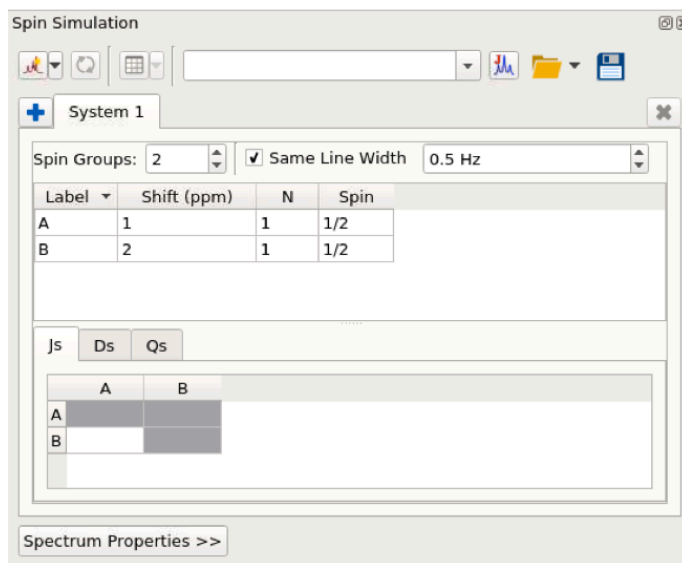 Spin Simulation
System 1
Spin Groups: 2 Same Line Width 0.5 Hz
Label Shift (ppm) N Spin
A 1 1 1/2
B 2 1 1/2
Js Ds Qs
A B
A
B
Spectrum Properties >>